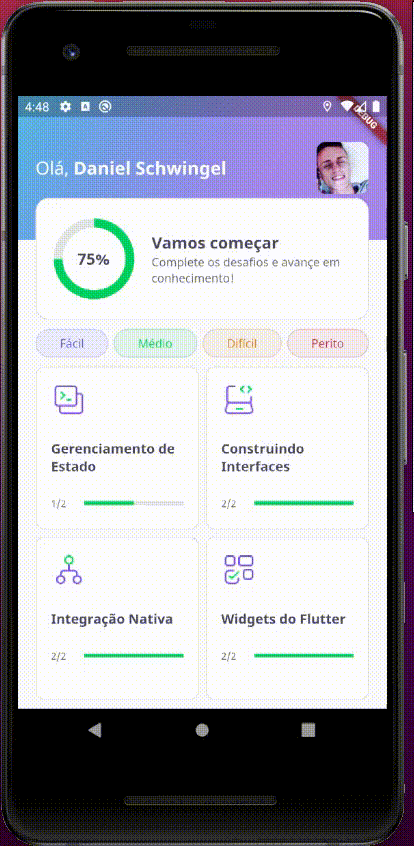 4:48
DEBUG
Olá, Daniel Schwingel
75%
Vamos começar
Complete os desafios e avançe em
conhecimento!
Fácil Médio Difícil Perito
Gerenciamento de
Estado
1/2
Construindo
Interfaces
2/2
Integração Nativa
2/2
Widgets do Flutter
2/2